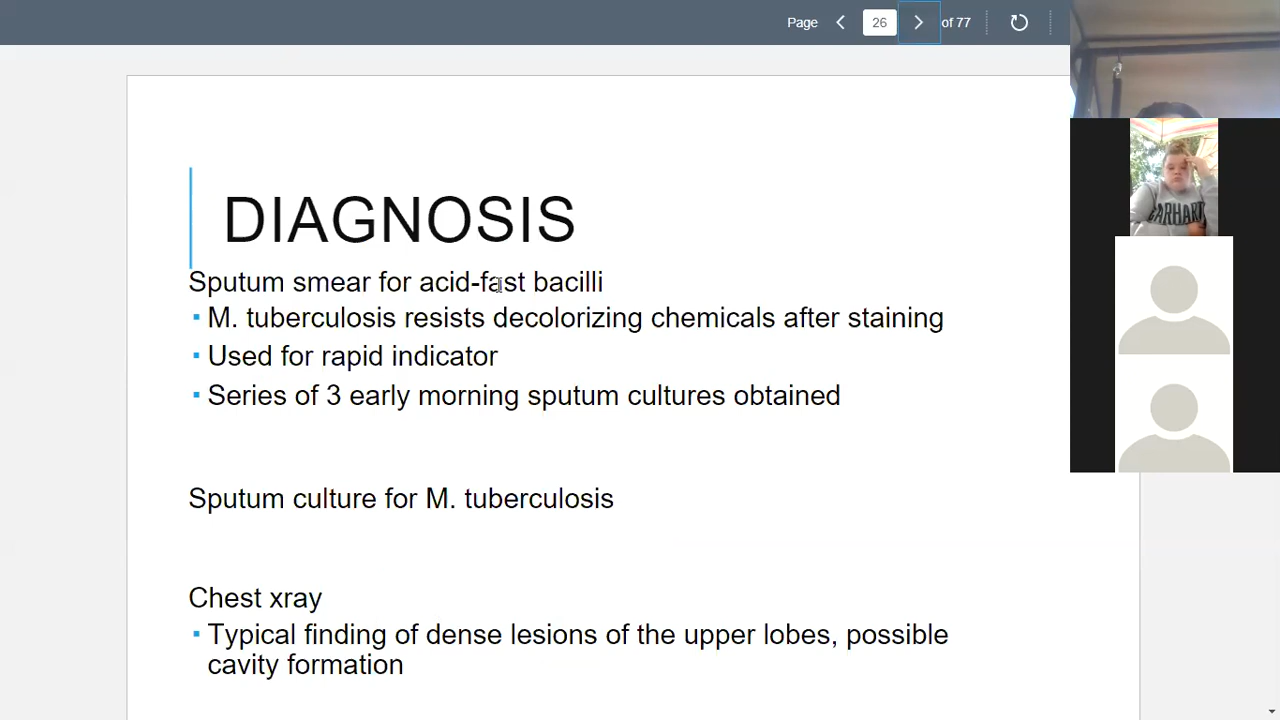 Page 26 of 77
DIAGNOSIS
Sputum smear for acid-fast bacilli
▪ M. tuberculosis resists decolorizing chemicals after staining
▪ Used for rapid indicator
▪ Series of 3 early morning sputum cultures obtained
Sputum culture for M. tuberculosis
Chest xray
▪ Typical finding of dense lesions of the upper lobes, possible
cavity formation
CARHART